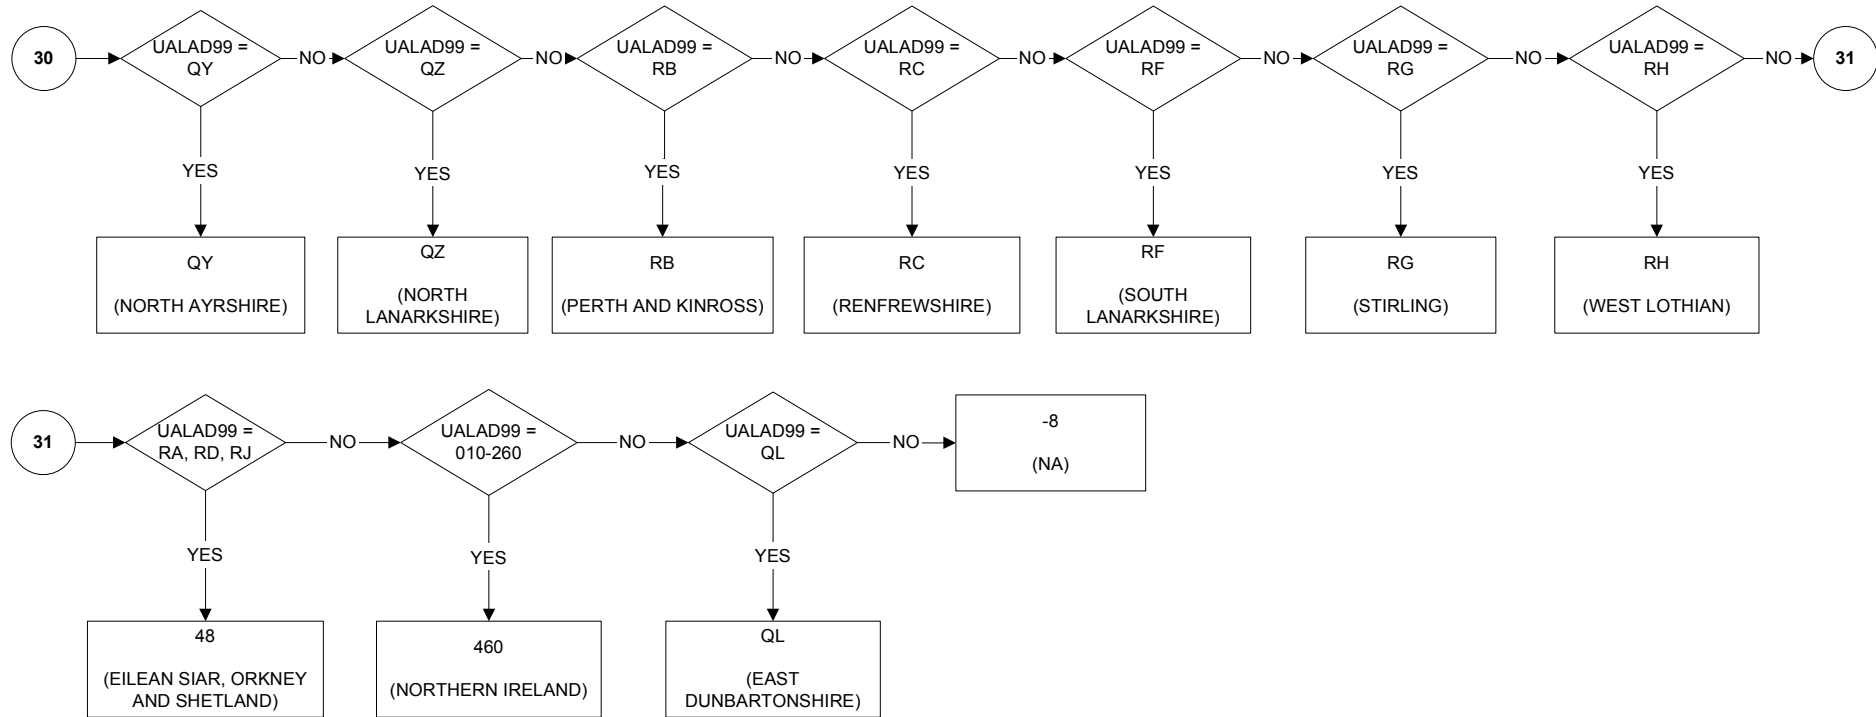 30
UALAD99 =
QY
NO
UALAD99 =
QZ
NO
UALAD99 =
RB
NO
UALAD99 =
RC
NO
UALAD99 =
RF
NO
UALAD99 =
RG
NO
UALAD99 =
RH
NO
31
YES
YES
YES
YES
YES
YES
YES
QY
(NORTH AYRSHIRE)
QZ
(NORTH
LANARKSHIRE)
RB
(PERTH AND KINROSS)
RC
(RENFREWSHIRE)
RF
(SOUTH
LANARKSHIRE)
RG
(STIRLING)
RH
(WEST LOTHIAN)
31
UALAD99 =
RA, RD, RJ
NO
UALAD99 =
010-260
NO
UALAD99 =
QL
NO
-8
(NA)
YES
YES
YES
48
(EILEAN SIAR, ORKNEY
AND SHETLAND)
460
(NORTHERN IRELAND)
QL
(EAST
DUNBARTONSHIRE)